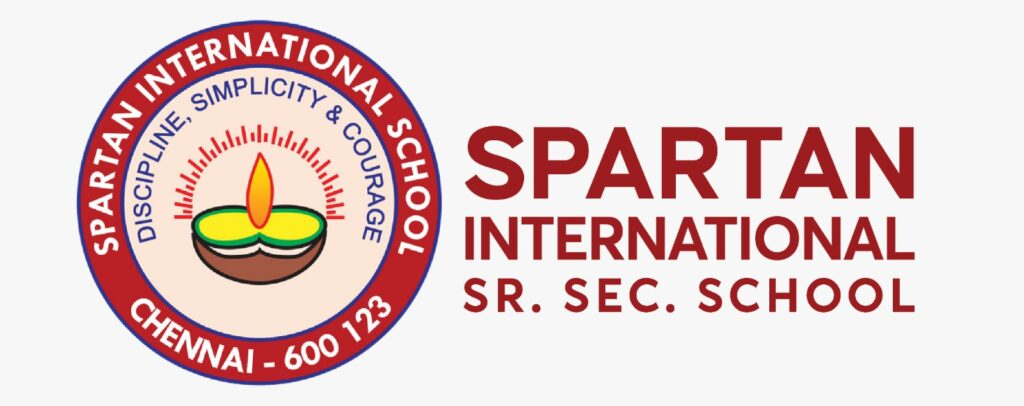 SPARTAN INTERNATIONAL SCHOOL
DISCIPLINE, SIMPLICITY & COURAGE
CHENNAI - 600 123
SPARTAN
INTERNATIONAL
SR. SEC. SCHOOL